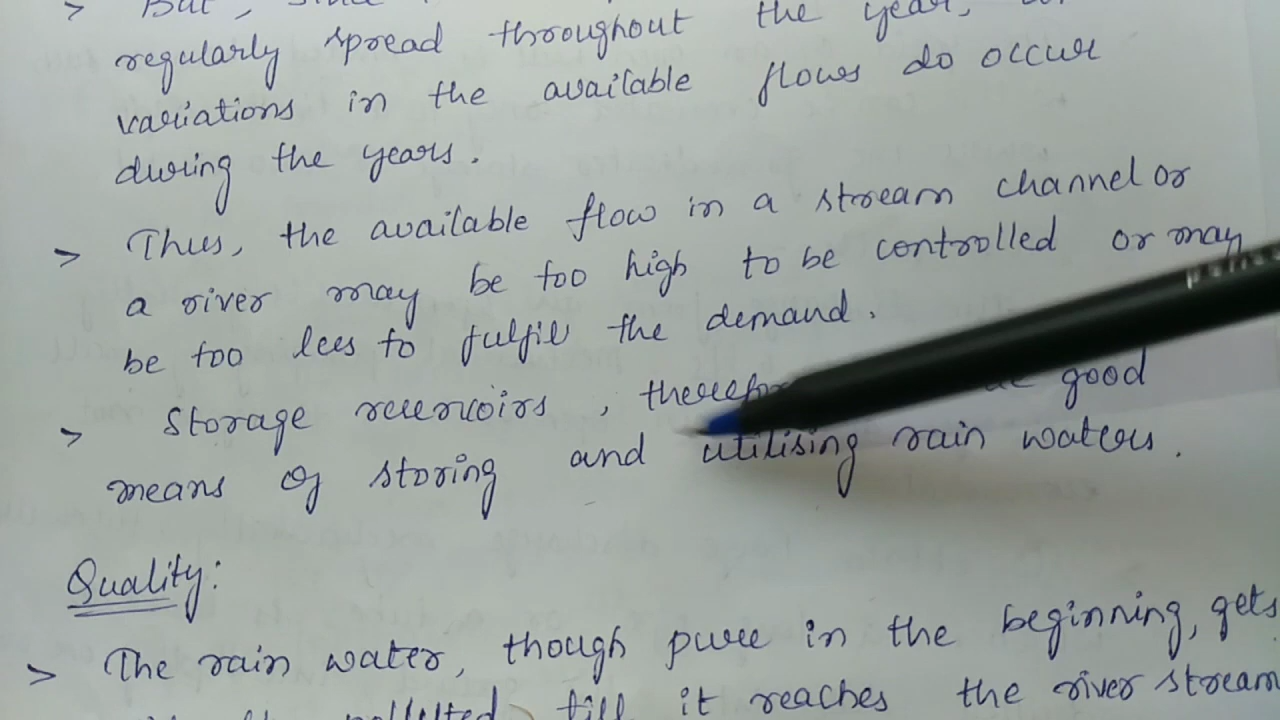 > But, since
regularly spread throughout the year,
variations in the available flows do occur
during the years.
> Thus, the available flow in a stream channel or
a river may be too high to be controlled or may
be too less to fulfil the demand.
> Storage reservoirs, good
means of storing and utilising rain waters.
Quality:
> The rain water, though pure in the beginning, gets
till it reaches the river stream